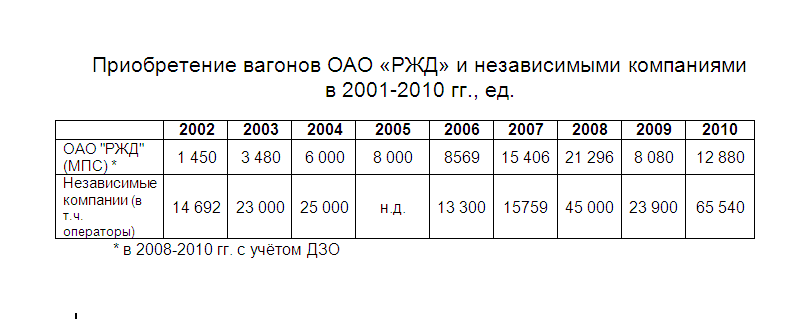 Приобретение вагонов ОАО «РЖД» и независимыми компаниями
в 2001-2010 гг., ед.
2002 2003 2004 2005 2006 2007 2008 2009 2010
ОАО "РЖД"
(МПС) * 1 450 3 480 6 000 8 000 8569 15 406 21 296 8 080 12 880
Независимые
компании (в
т.ч.
операторы) 14 692 23 000 25 000 н.д. 13 300 15759 45 000 23 900 65 540
* в 2008-2010 гг. с учётом ДЗО